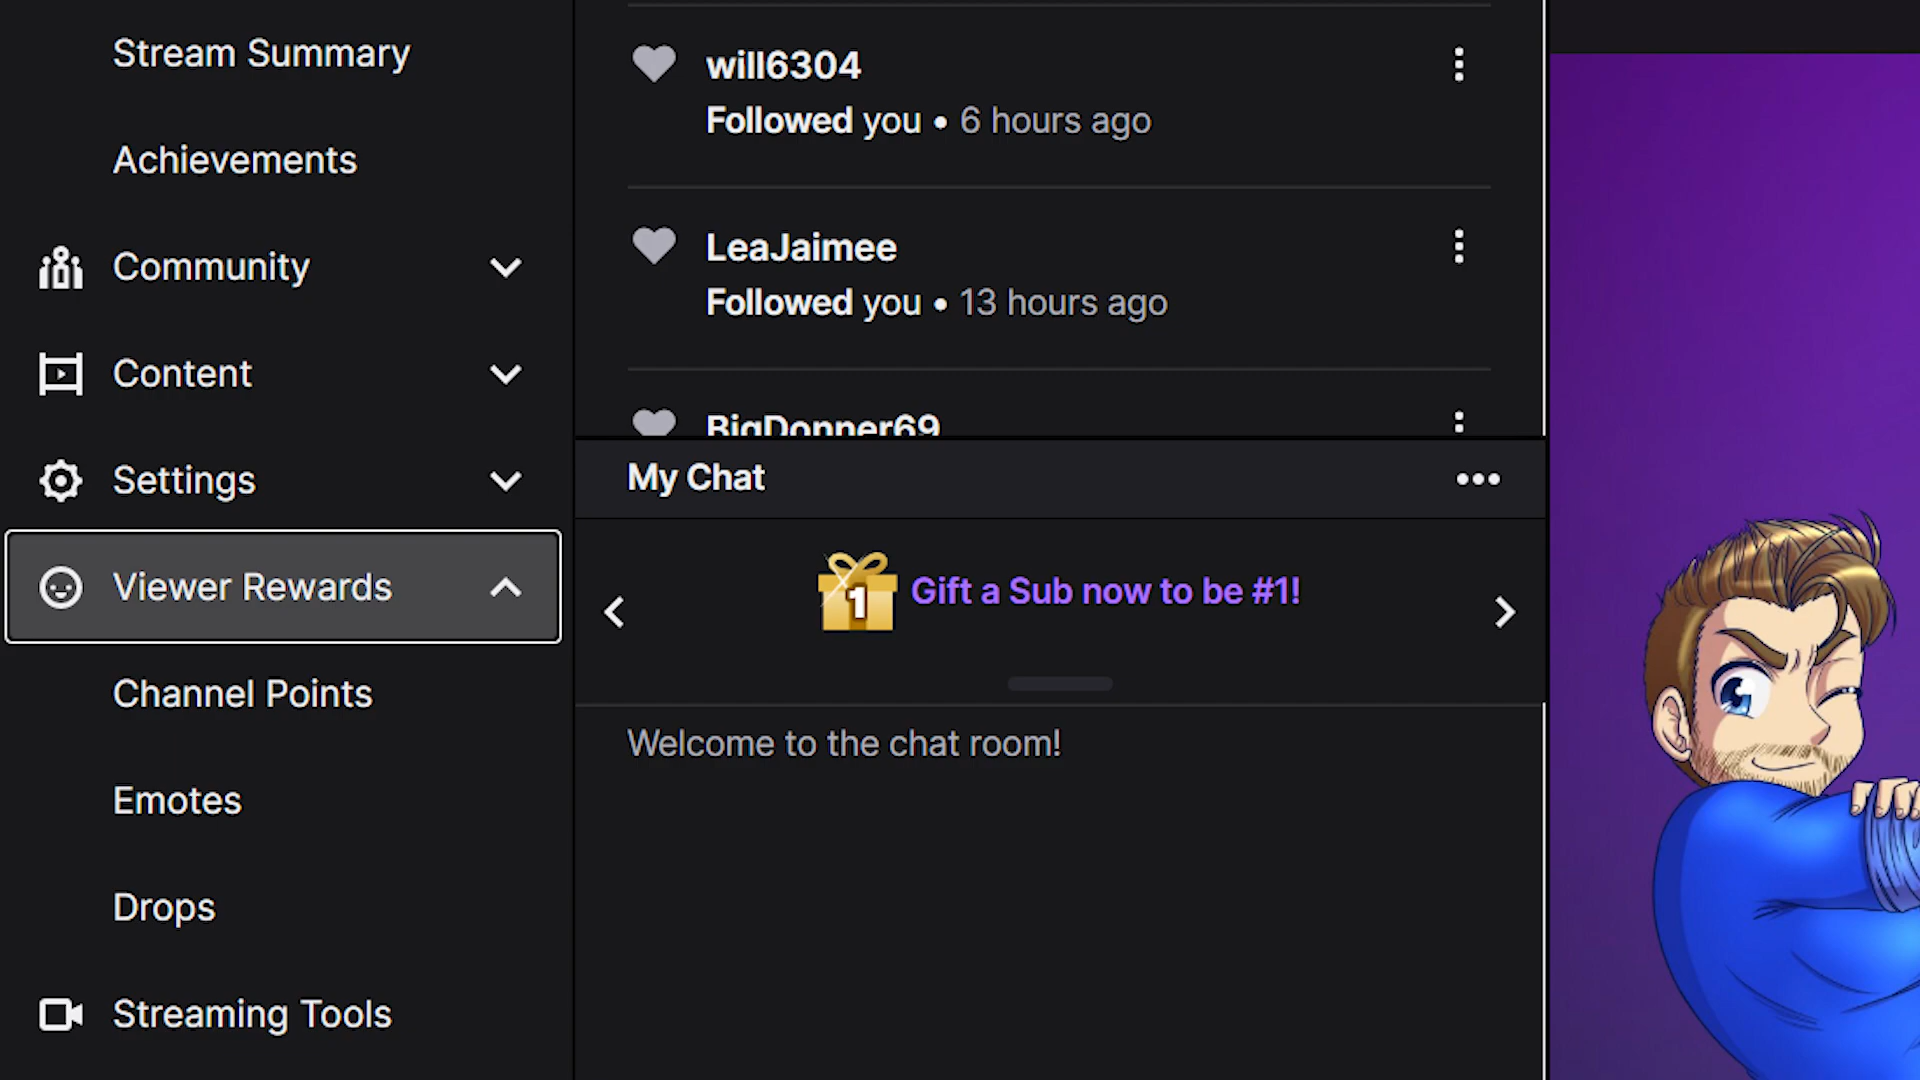 Stream Summary
Achievements
Community
Content
Settings
Viewer Rewards
Channel Points
Emotes
Drops
Streaming Tools
will6304
Followed you • 6 hours ago
LeaJaimee
Followed you • 13 hours ago
BigDonner69
My Chat
1 Gift a Sub now to be #1!
Welcome to the chat room!